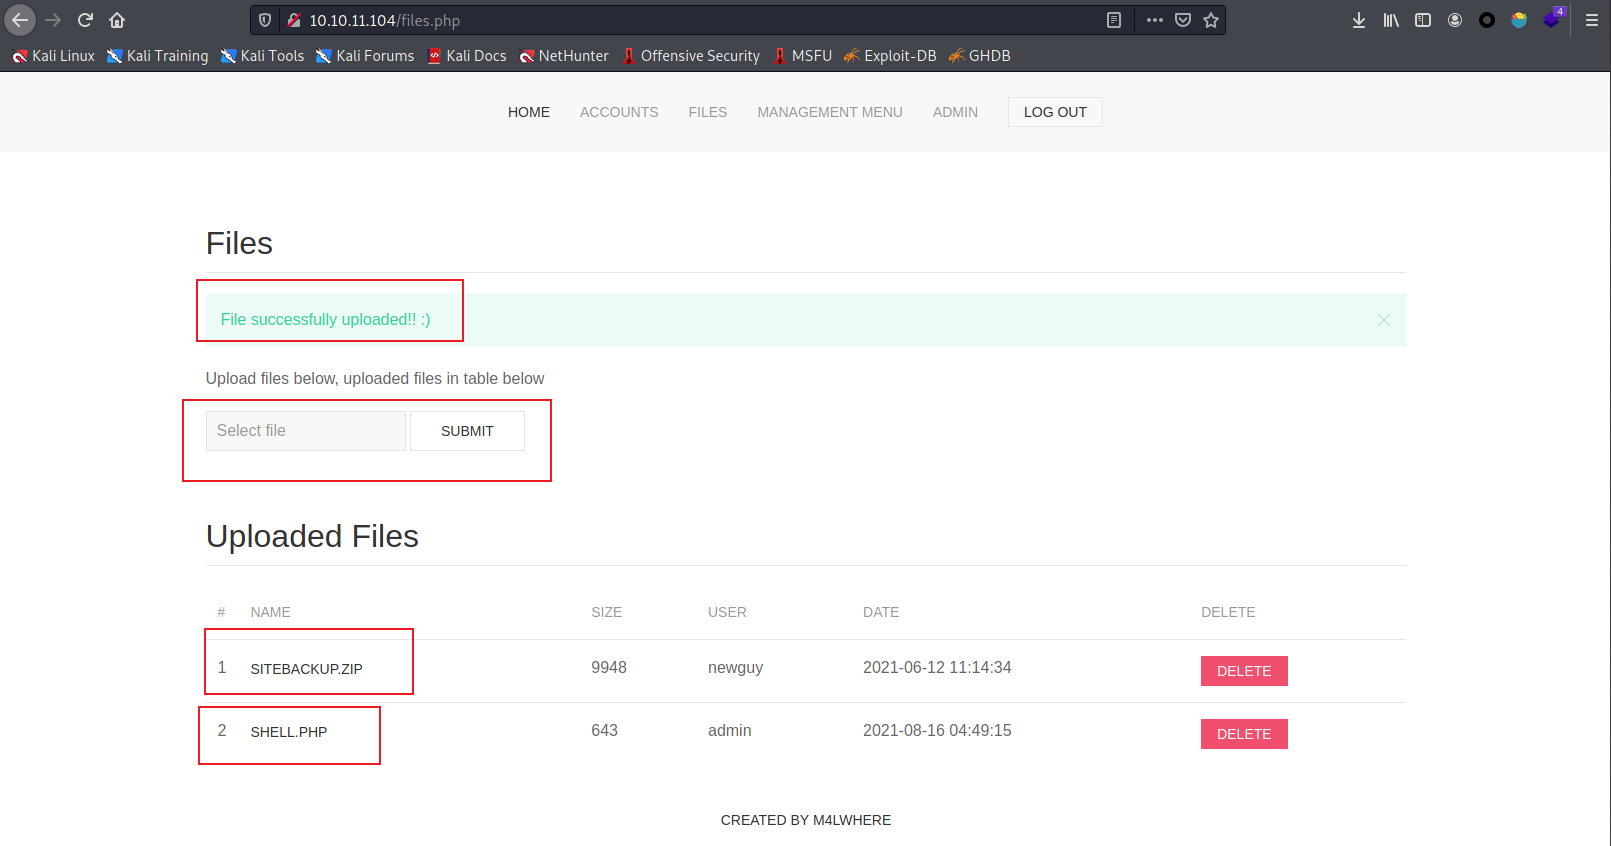 10.10.11.104/files.php
4
Kali Linux Kali Training Kali Tools Kali Forums Kali Docs NetHunter Offensive Security MSFU Exploit-DB GHDB
HOME ACCOUNTS FILES MANAGEMENT MENU ADMIN LOG OUT
Files
File successfully uploaded!! :)
Upload files below, uploaded files in table below
Select file SUBMIT
Uploaded Files
# NAME SIZE USER DATE DELETE
1 SITEBACKUP.ZIP 9948 newguy 2021-06-12 11:14:34 DELETE
2 SHELL.PHP 643 admin 2021-08-16 04:49:15 DELETE
CREATED BY M4LWHERE